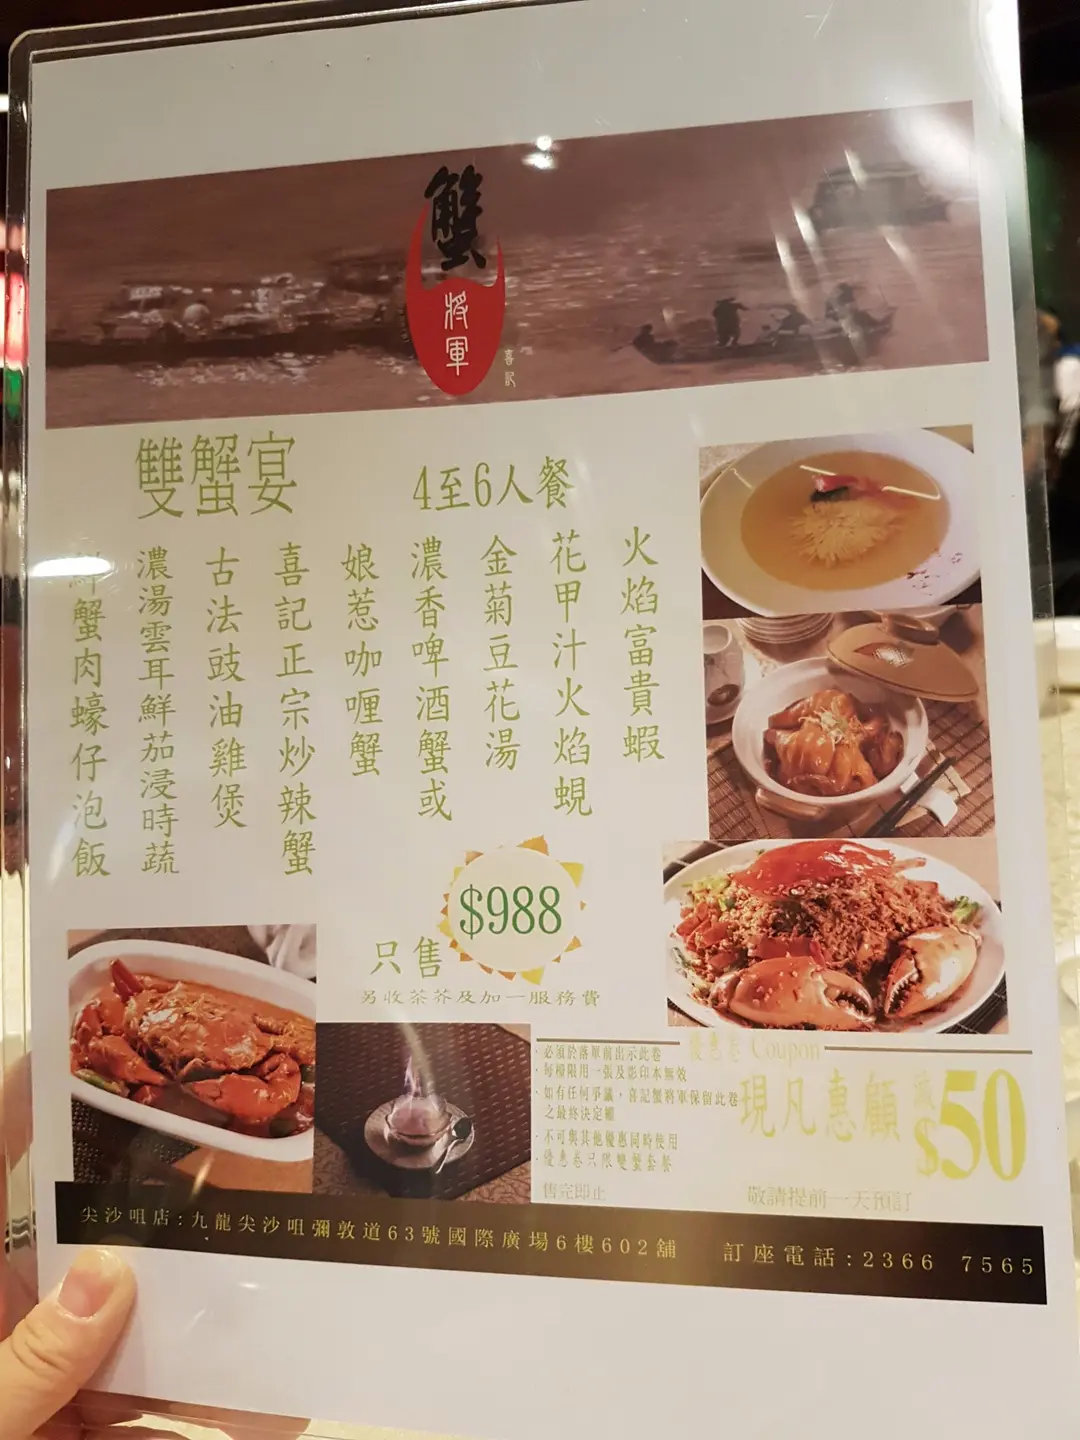 蟹
將軍
喜記
雙蟹宴
4至6人餐
火焰富貴蝦
花甲汁火焰蜆
金菊豆花湯
濃香啤酒蟹或
娘惹咖喱蟹
喜記正宗炒辣蟹
古法豉油雞煲
濃湯雲耳鮮茄浸時蔬
鮮蟹肉蠔仔泡飯
只售
$988
另收茶芥及加一服務費
優惠卷 Coupon
·必須於落單前出示此卷
·每檯限用一張及影印本無效
·如有任何爭議，喜記蟹將軍保留此卷
之最終決定權
·不可與其他優惠同時使用
·優惠卷只限雙蟹套餐
售完即止
現凡惠顧減$50
敬請提前一天預訂
尖沙咀店:九龍尖沙咀彌敦道63號國際廣場6樓602舖 訂座電話:2366 7565